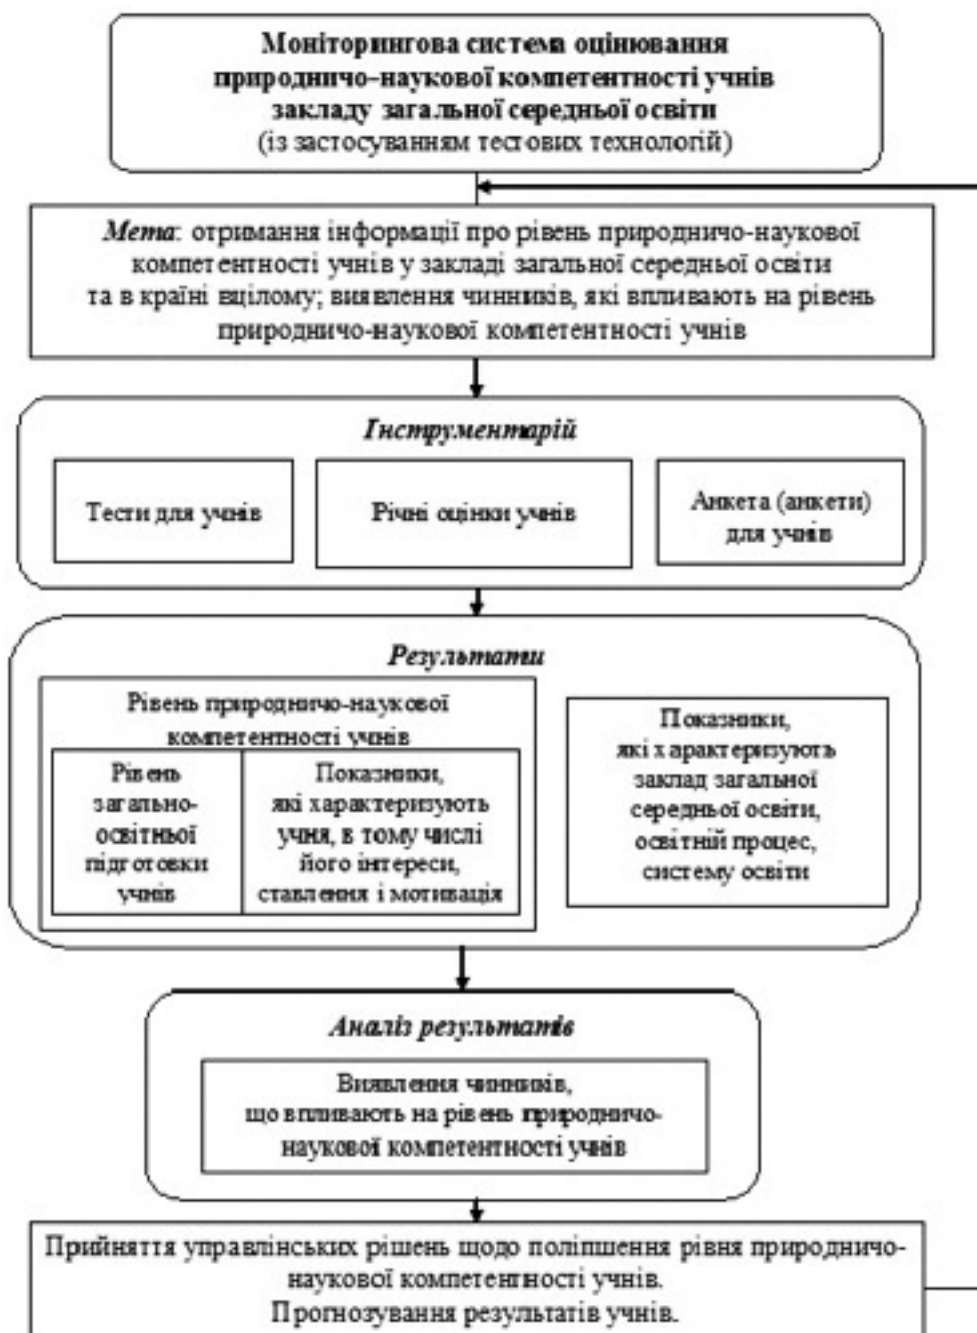 Моніторингова система оцінювання
природничо-наукової компетентності учнів
закладу загальної середньої освіти
(із застосуванням тестових технологій)
Мета: отримання інформації про рівень природничо-наукової
компетентності учнів у закладі загальної середньої освіти
та в країні вцілому; виявлення чинників, які впливають на рівень
природничо-наукової компетентності учнів
Інструментарій
Тести для учнів
Річні оцінки учнів
Анкета (анкети)
для учнів
Результати
Рівень природничо-наукової
компетентності учнів
Рівень
загально-
освітньої
підготовки
учнів
Показники,
які характеризують
учня, в тому числі
його інтереси,
ставлення і мотивація
Показники,
які характеризують
заклад загальної
середньої освіти,
освітній процес,
систему освіти
Аналіз результатів
Виявлення чинників,
що впливають на рівень природничо-
наукової компетентності учнів
Прийняття управлінських рішень щодо поліпшення рівня природничо-
наукової компетентності учнів.
Прогнозування результатів учнів.